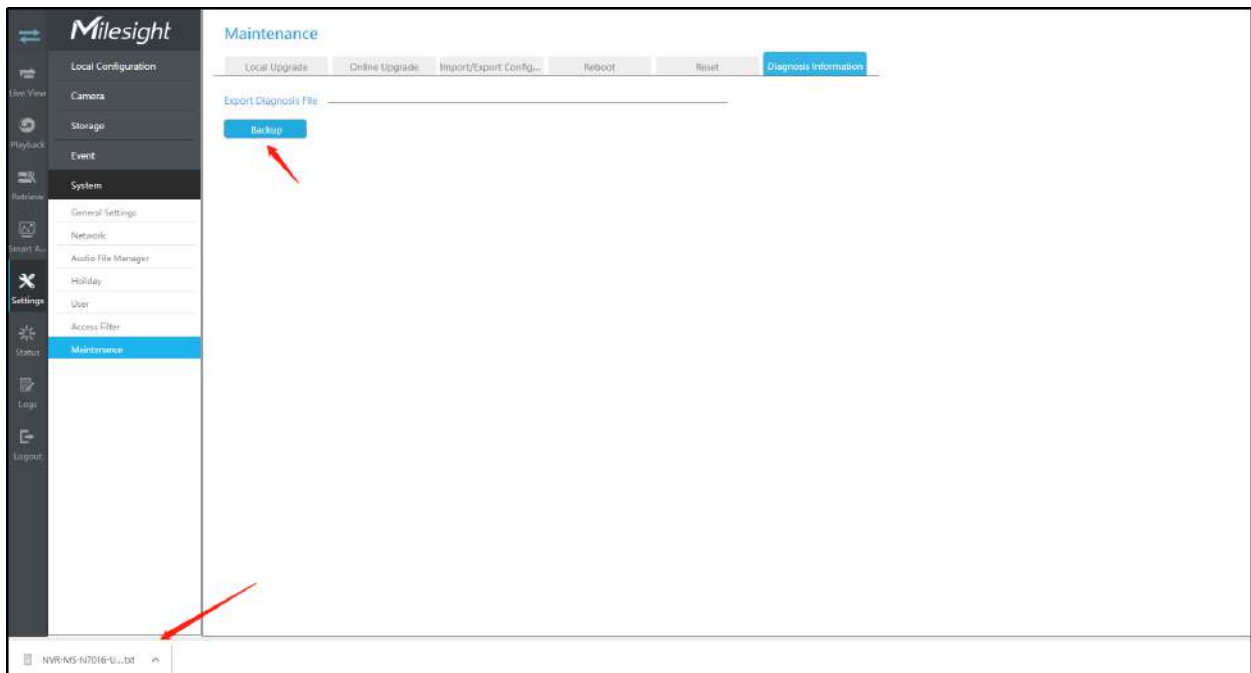 Milesight
Live View
Playback
Retrieve
Smart A...
Settings
Status
Logs
Logout
Local Configuration
Camera
Storage
Event
System
General Settings
Network
Audio File Manager
Holiday
User
Access Filter
Maintenance
Maintenance
Local Upgrade Online Upgrade Import/Export Config... Reboot Reset Diagnosis Information
Export Diagnosis File
Backup
NVR-MS-N7016-U...txt